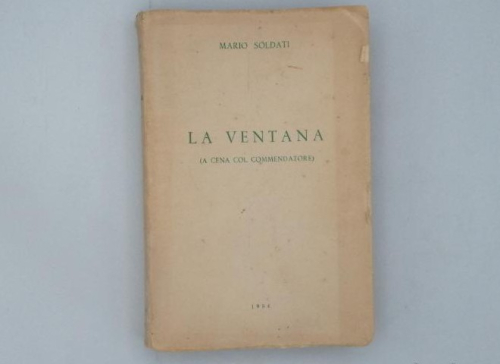 MARIO SOLDATI
LA VENTANA
(A CENA COL COMMENDATORE)